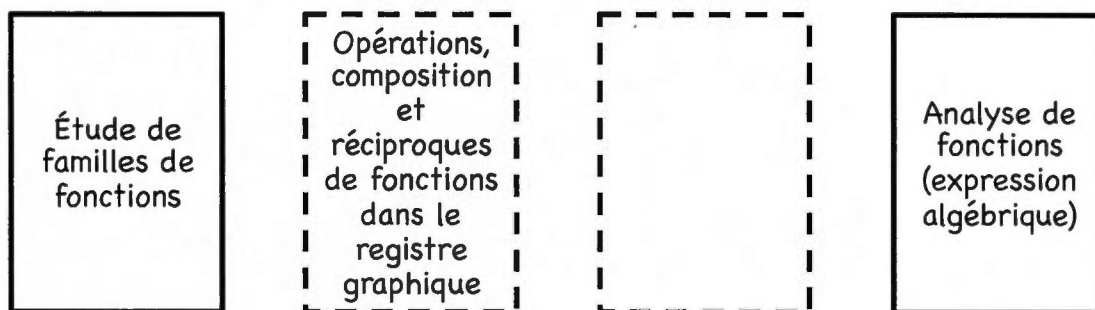 Étude de
familles de
fonctions
Opérations,
composition
et
réciproques
de fonctions
dans le
registre
graphique
Analyse de
fonctions
(expression
algébrique)